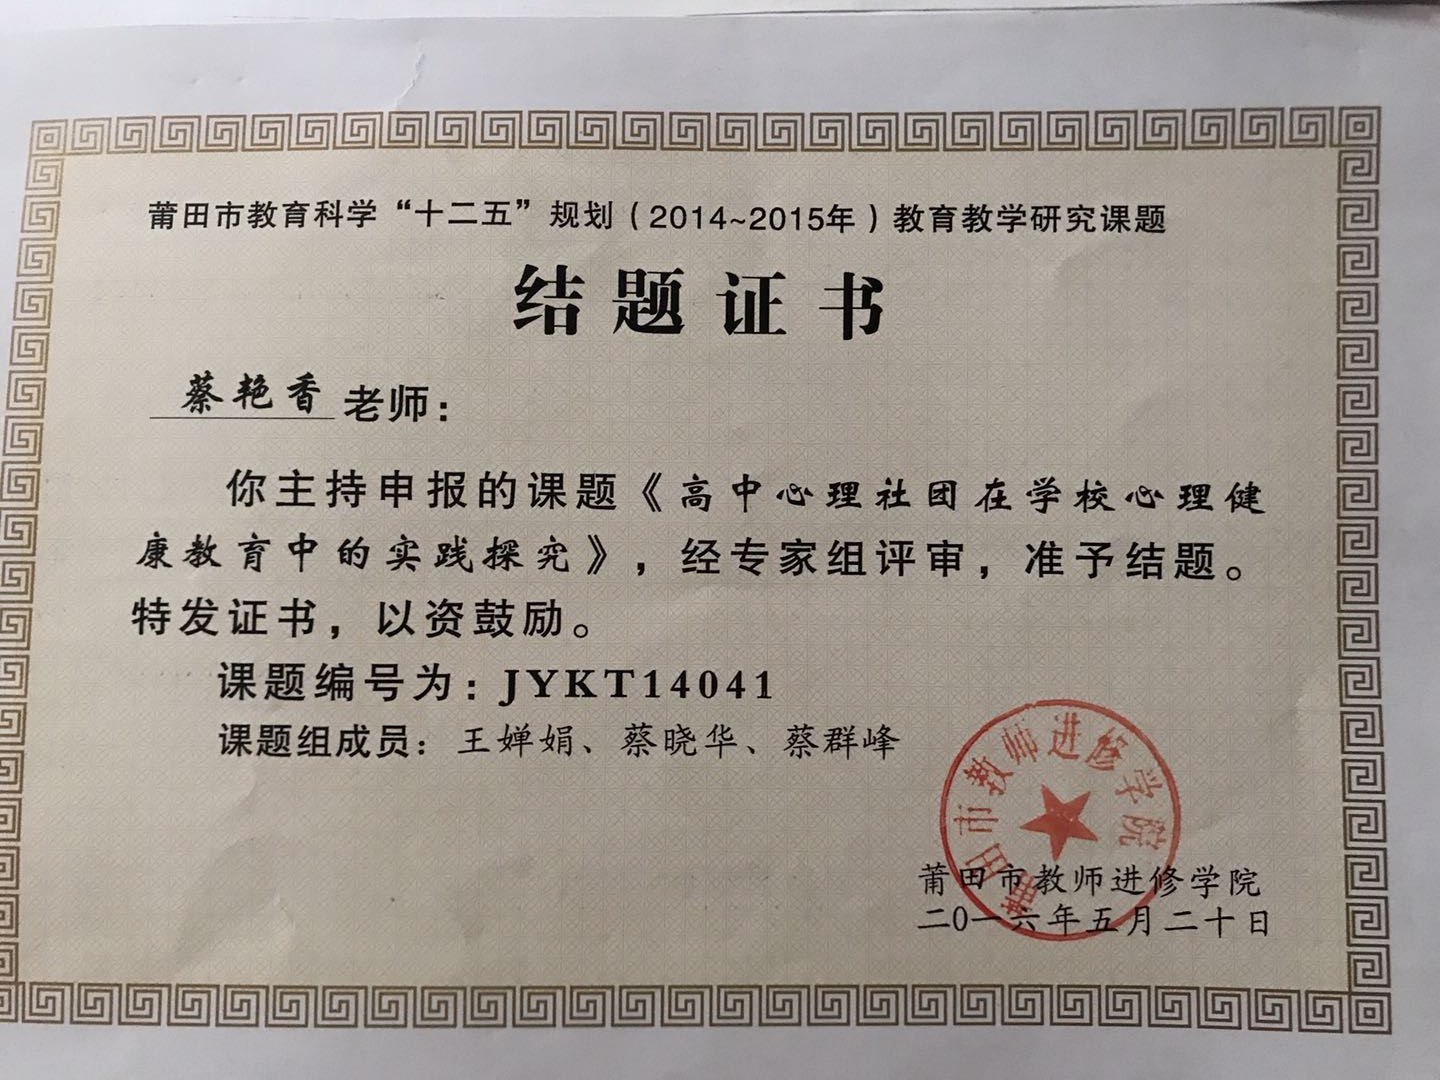 莆田市教育科学“十二五”规划（2014~2015年）教育教学研究课题
结题证书
蔡艳香老师：
你主持申报的课题《高中心理社团在学校心理健
康教育中的实践探究》，经专家组评审，准予结题。
特发证书，以资鼓励。
课题编号为：JYKT14041
课题组成员：王婵娟、蔡晓华、蔡群峰
莆田市教师进修学院
莆田市教师进修学院
二0一六年五月二十日